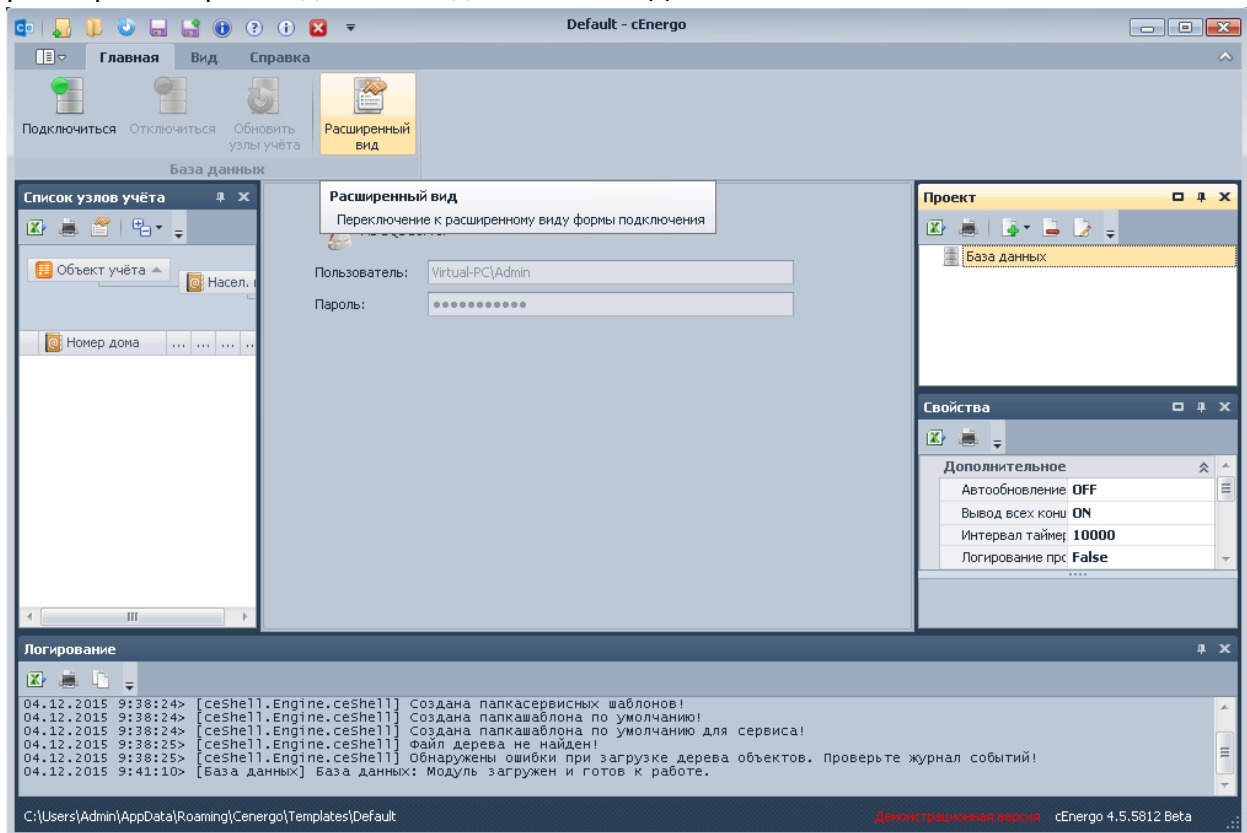 Default - cEnergo
Главная Вид Справка
Подключиться Отключиться Обновить узлы учёта Расширенный вид
База данных
Список узлов учёта
Объект учёта
Насел.
Номер дома ... ... ... ..
Расширенный вид
Переключение к расширенному виду формы подключения
Пользователь: Virtual-PC\Admin
Пароль: ●●●●●●●●●●●
Проект
База данных
Свойства
Дополнительное
Автообновление OFF
Вывод всех конц ON
Интервал таймер 10000
Логирование про False
Логирование
04.12.2015 9:38:24> [ceShell.Engine.ceShell] Создана папкасервисных шаблонов!
04.12.2015 9:38:24> [ceShell.Engine.ceShell] Создана папкашаблона по умолчанию!
04.12.2015 9:38:24> [ceShell.Engine.ceShell] Создана папкашаблона по умолчанию для сервиса!
04.12.2015 9:38:25> [ceShell.Engine.ceShell] Файл дерева не найден!
04.12.2015 9:38:25> [ceShell.Engine.ceShell] Обнаружены ошибки при загрузке дерева объектов. Проверьте журнал событий!
04.12.2015 9:41:10> [База данных] База данных: Модуль загружен и готов к работе.
C:\Users\Admin\AppData\Roaming\Cenergo\Templates\Default Демонстрационная версия cEnergo 4.5.5812 Beta